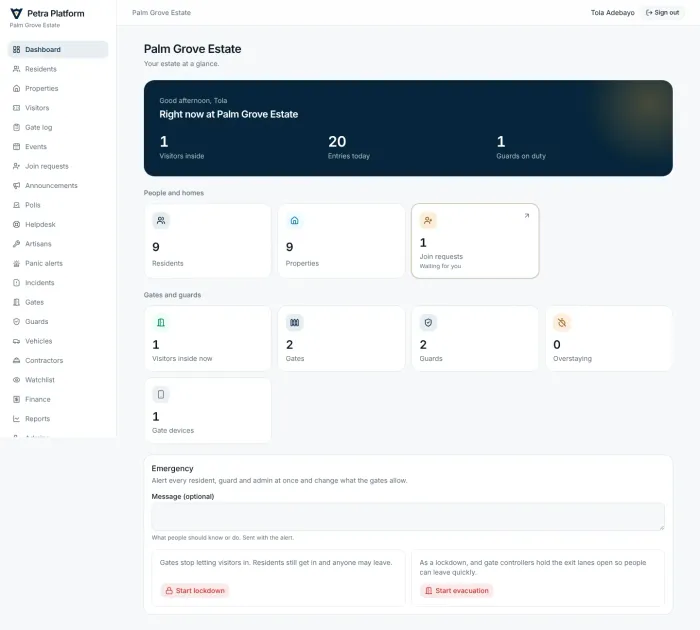 Petra Platform
Palm Grove Estate
Palm Grove Estate
Tola Adebayo
Sign out
Dashboard
Residents
Properties
Visitors
Gate log
Events
Join requests
Announcements
Polls
Helpdesk
Artisans
Panic alerts
Incidents
Gates
Guards
Vehicles
Contractors
Watchlist
Finance
Reports
Palm Grove Estate
Your estate at a glance.
Good afternoon, Tola
Right now at Palm Grove Estate
1
Visitors inside
20
Entries today
1
Guards on duty
People and homes
9
Residents
9
Properties
1
Join requests
Waiting for you
Gates and guards
1
Visitors inside now
2
Gates
2
Guards
0
Overstaying
1
Gate devices
Emergency
Alert every resident, guard and admin at once and change what the gates allow.
Message (optional)
What people should know or do. Sent with the alert.
Gates stop letting visitors in. Residents still get in and anyone may leave.
Start lockdown
As a lockdown, and gate controllers hold the exit lanes open so people
can leave quickly.
Start evacuation